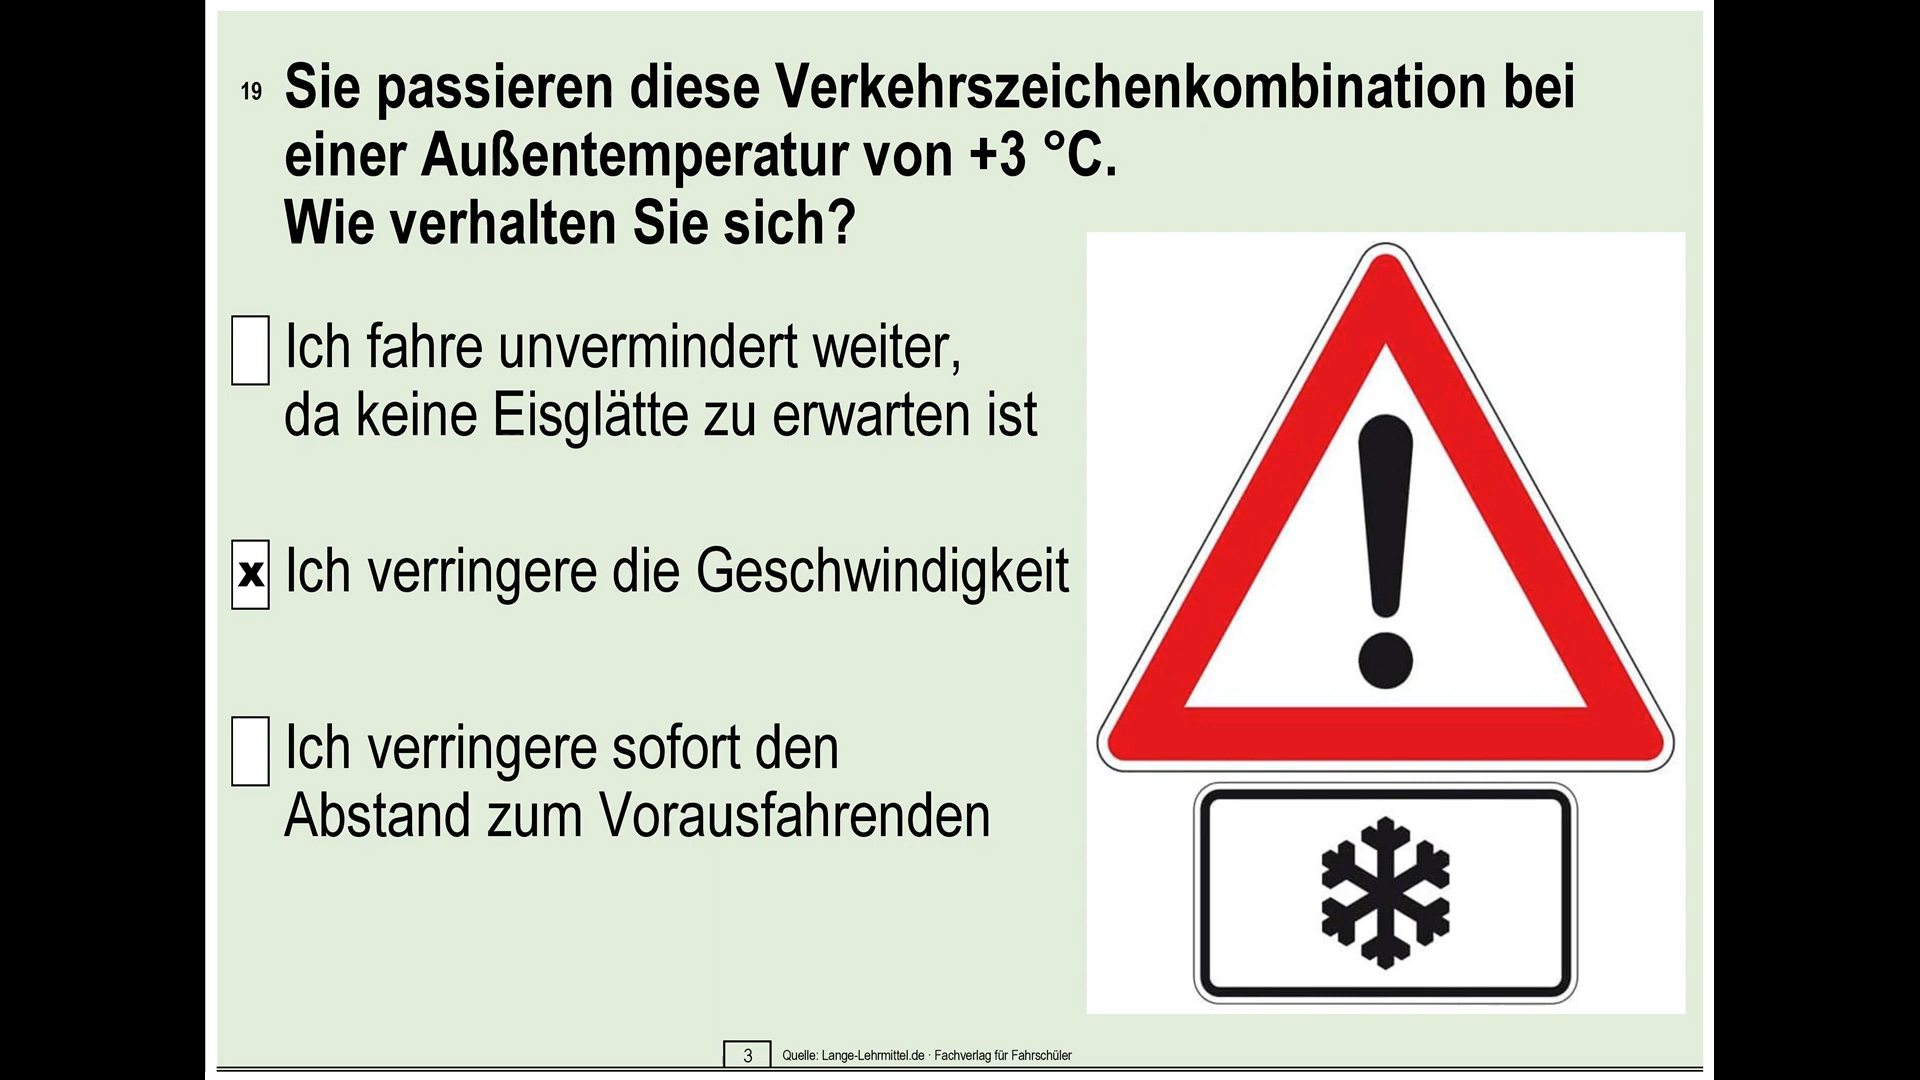 19 Sie passieren diese Verkehrszeichenkombination bei
einer Außentemperatur von +3 °C.
Wie verhalten Sie sich?
Ich fahre unvermindert weiter,
da keine Eisglätte zu erwarten ist
x Ich verringere die Geschwindigkeit
Ich verringere sofort den
Abstand zum Vorausfahrenden
3 Quelle: Lange-Lehrmittel.de · Fachverlag für Fahrschüler